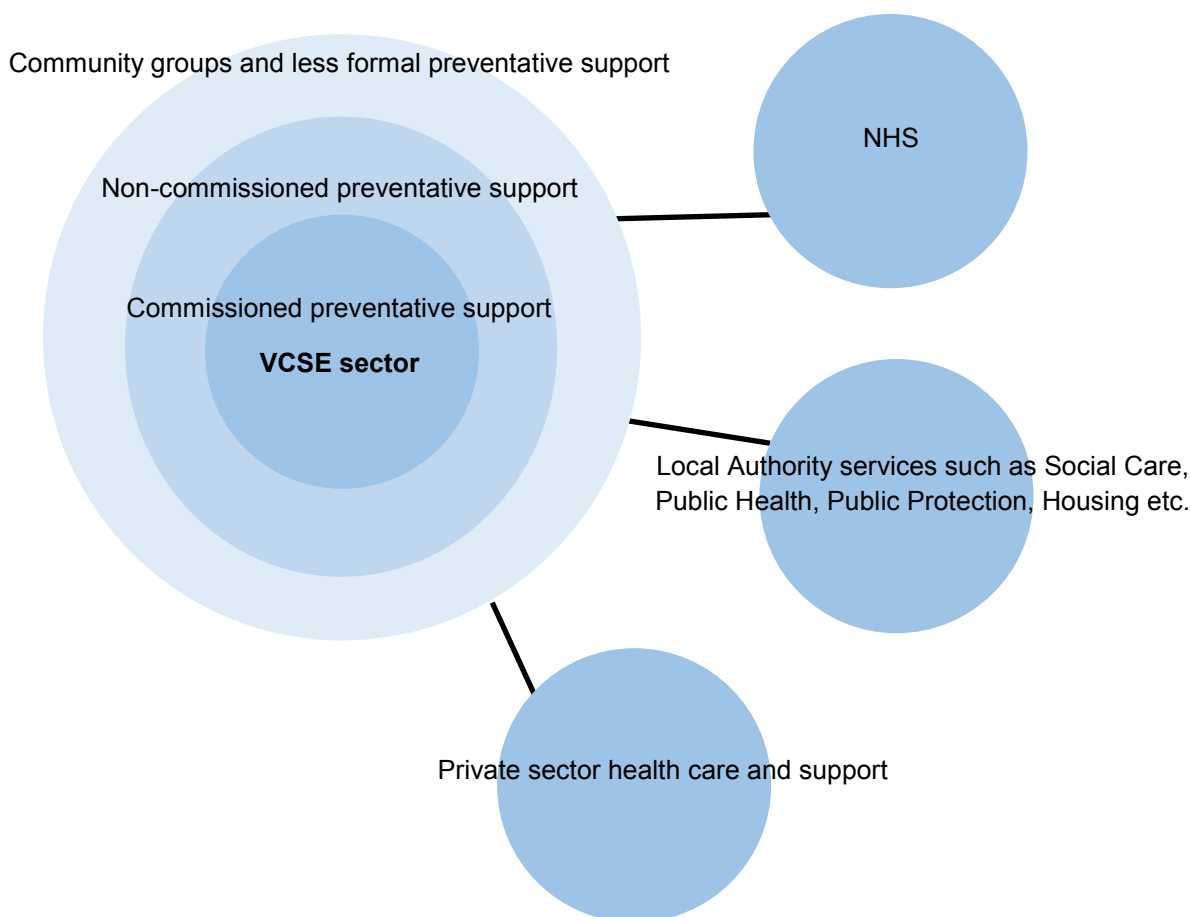 Community groups and less formal preventative support
NHS
Non-commissioned preventative support
Commissioned preventative support
VCSE sector
Local Authority services such as Social Care,
Public Health, Public Protection, Housing etc.
Private sector health care and support